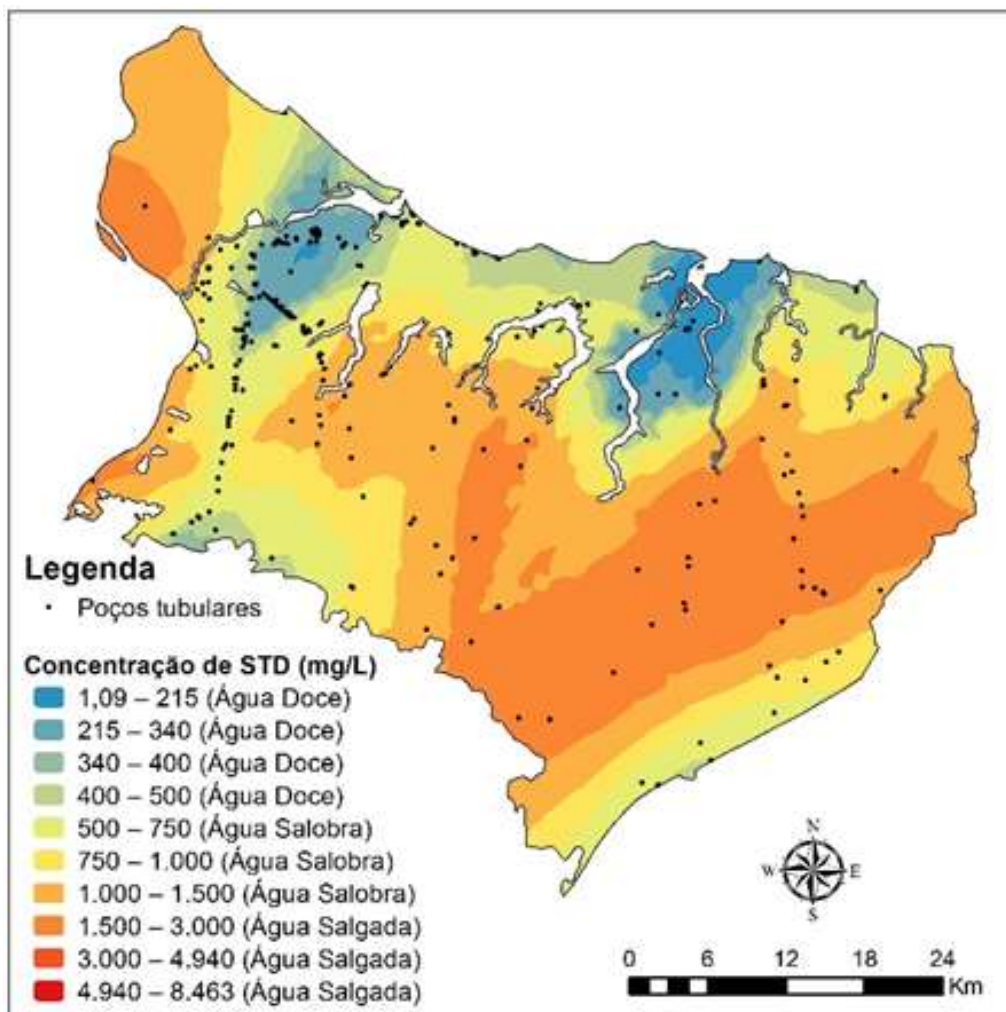 Legenda
Poços tubulares
Concentração de STD (mg/L)
1,09 – 215 (Água Doce)
215 – 340 (Água Doce)
340 – 400 (Água Doce)
400 – 500 (Água Doce)
500 – 750 (Água Salobra)
750 – 1.000 (Água Salobra)
1.000 – 1.500 (Água Salobra)
1.500 – 3.000 (Água Salgada)
3.000 – 4.940 (Água Salgada)
4.940 – 8.463 (Água Salgada)
N
W E
S
0 6 12 18 24
Km